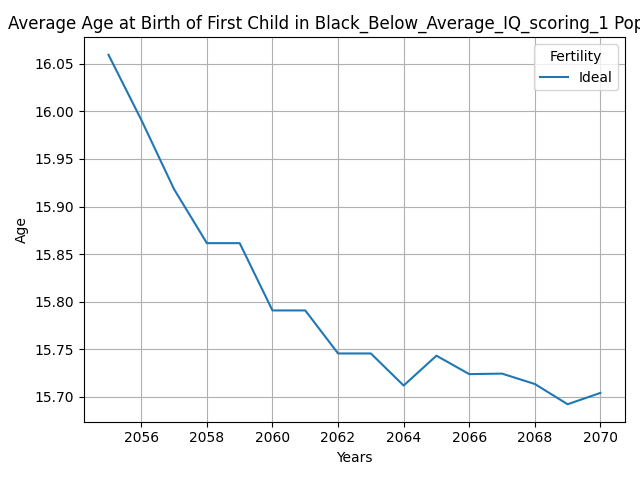 Average Age at Birth of First Child in Black_Below_Average_IQ_scoring_1 Pop
Fertility
Ideal
Age
16.05
16.00
15.95
15.90
15.85
15.80
15.75
15.70
2056 2058 2060 2062 2064 2066 2068 2070
Years